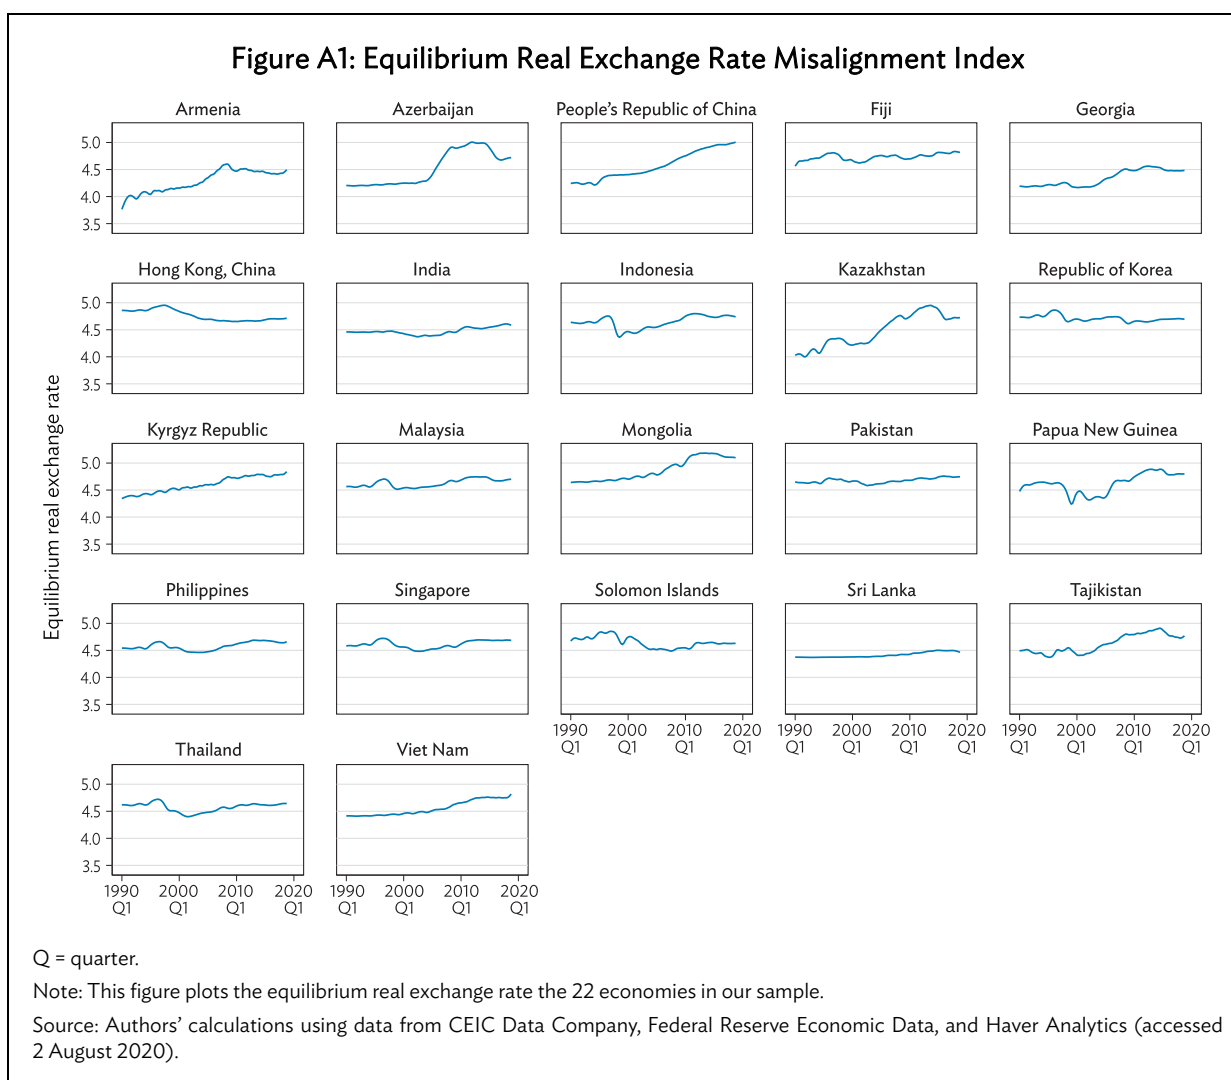 Figure A1: Equilibrium Real Exchange Rate Misalignment Index
Armenia
Azerbaijan
People's Republic of China
Fiji
Georgia
5.0
4.5
4.0
3.5
Hong Kong, China
India
Indonesia
Kazakhstan
Republic of Korea
5.0
4.5
4.0
3.5
Equilibrium real exchange rate
Kyrgyz Republic
Malaysia
Mongolia
Pakistan
Papua New Guinea
5.0
4.5
4.0
3.5
Philippines
Singapore
Solomon Islands
Sri Lanka
Tajikistan
5.0
4.5
4.0
3.5
1990 2000 2010 2020
Q1 Q1 Q1 Q1
1990 2000 2010 2020
Q1 Q1 Q1 Q1
1990 2000 2010 2020
Q1 Q1 Q1 Q1
Thailand
Viet Nam
5.0
4.5
4.0
3.5
1990 2000 2010 2020
Q1 Q1 Q1 Q1
1990 2000 2010 2020
Q1 Q1 Q1 Q1
Q = quarter.
Note: This figure plots the equilibrium real exchange rate the 22 economies in our sample.
Source: Authors' calculations using data from CEIC Data Company, Federal Reserve Economic Data, and Haver Analytics (accessed
2 August 2020).